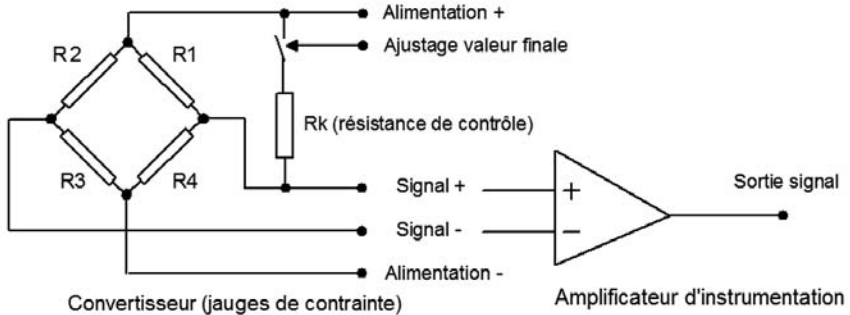 Alimentation +
R2
R1
Ajustage valeur finale
Rk (résistance de contrôle)
R3
R4
Signal +
+
Sortie signal
Signal -
−
Alimentation -
Convertisseur (jauges de contrainte)
Amplificateur d'instrumentation